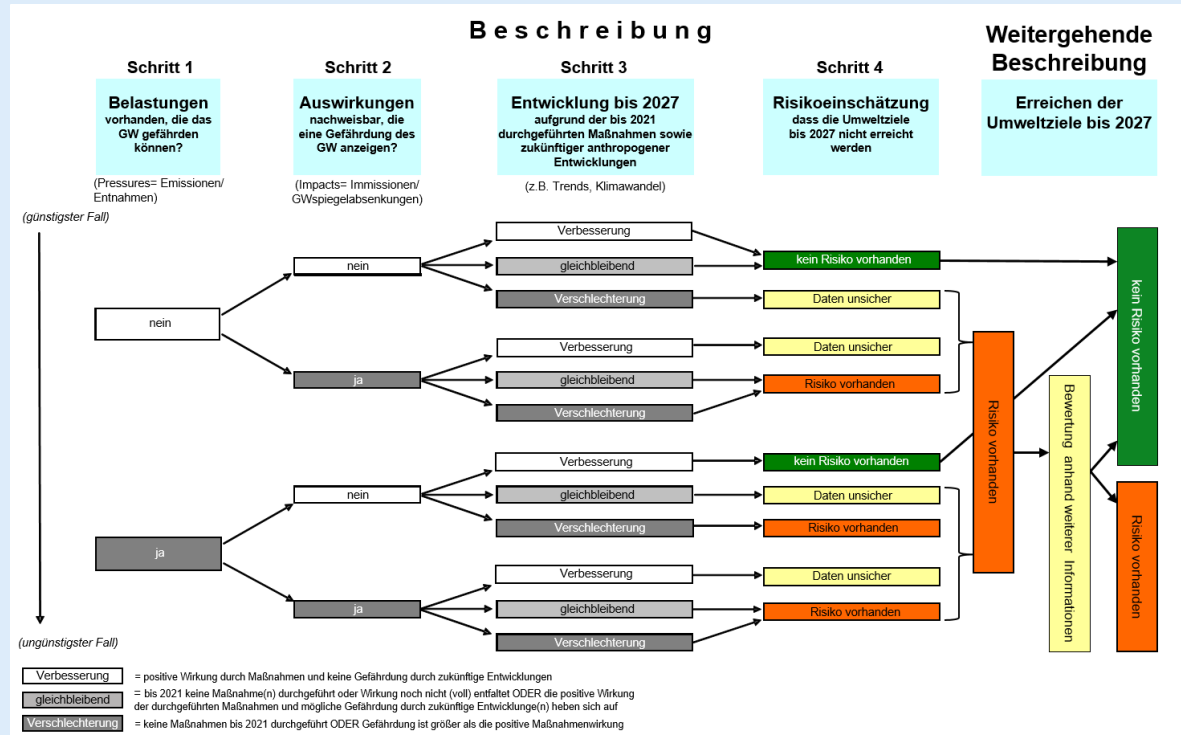 Beschreibung
Weitergehende
Beschreibung
Schritt 1
Schritt 2
Schritt 3
Schritt 4
Belastungen
vorhanden, die das
GW gefährden
können?
Auswirkungen
nachweisbar, die
eine Gefährdung des
GW anzeigen?
Entwicklung bis 2027
aufgrund der bis 2021
durchgeführten Maßnahmen sowie
zukünftiger anthropogener
Entwicklungen
Risikoeinschätzung
dass die Umweltziele
bis 2027 nicht erreicht
werden
Erreichen der
Umweltziele bis 2027
(Pressures= Emissionen/
Entnahmen)
(Impacts= Immissionen/
GWspiegelabsenkungen)
(z.B. Trends, Klimawandel)
(günstigster Fall)
nein
ja
nein
ja
nein
ja
Verbesserung
gleichbleibend
Verschlechterung
Verbesserung
gleichbleibend
Verschlechterung
Verbesserung
gleichbleibend
Verschlechterung
Verbesserung
gleichbleibend
Verschlechterung
kein Risiko vorhanden
Daten unsicher
Daten unsicher
Risiko vorhanden
kein Risiko vorhanden
Daten unsicher
Risiko vorhanden
Daten unsicher
Risiko vorhanden
Risiko vorhanden
Bewertung anhand weiterer Informationen
kein Risiko vorhanden
Risiko vorhanden
(ungünstigster Fall)
Verbesserung = positive Wirkung durch Maßnahmen und keine Gefährdung durch zukünftige Entwicklungen
gleichbleibend = bis 2021 keine Maßnahme(n) durchgeführt oder Wirkung noch nicht (voll) entfaltet ODER die positive Wirkung
der durchgeführten Maßnahmen und mögliche Gefährdung durch zukünftige Entwicklunge(n) heben sich auf
Verschlechterung = keine Maßnahmen bis 2021 durchgeführt ODER Gefährdung ist größer als die positive Maßnahmenwirkung